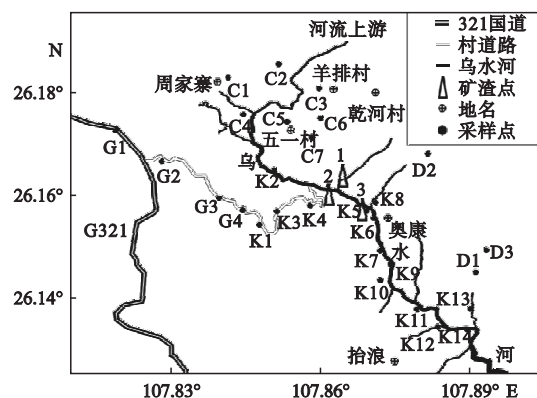 河流上游
321国道
村道路
乌水河
矿渣点
地名
采样点
N
26.18°
26.16°
26.14°
107.83°
107.86°
107.89° E
周家寨
C1
C2
羊排村
C3
乾河村
C4
C5
C6
五一村
C7
G1
G2
乌
K2
1
2
3
D2
G3
G4
K1
K3
K4
K5
K6
K8
奥康
水
G321
K7
K9
D1
D3
K10
K11
K13
K12
K14
抬浪
河